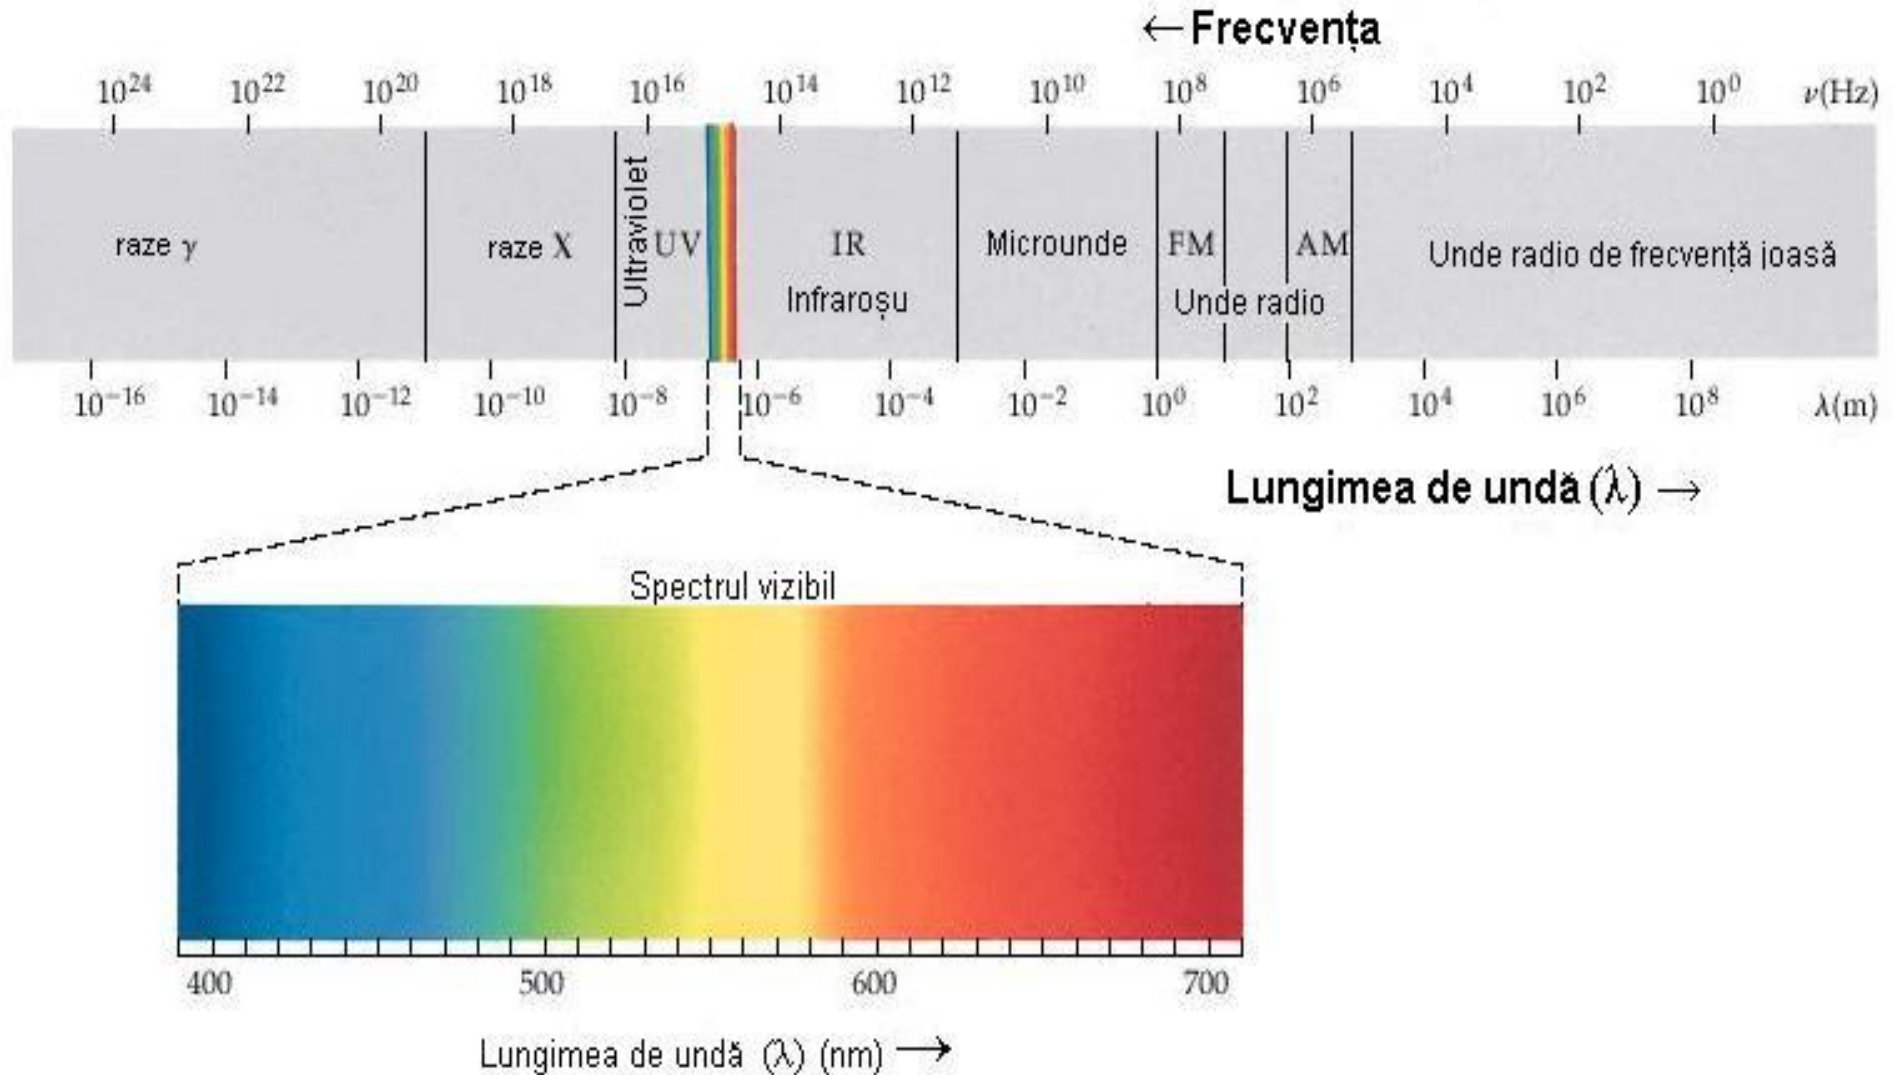 ←Frecvența
10²⁴ 10²² 10²⁰ 10¹⁸ 10¹⁶ 10¹⁴ 10¹² 10¹⁰ 10⁸ 10⁶ 10⁴ 10² 10⁰ ν(Hz)
raze γ
raze X
Ultraviolet
UV
IR
Infraroșu
Microunde
FM
AM
Unde radio
Unde radio de frecvență joasă
10⁻¹⁶ 10⁻¹⁴ 10⁻¹² 10⁻¹⁰ 10⁻⁸ 10⁻⁶ 10⁻⁴ 10⁻² 10⁰ 10² 10⁴ 10⁶ 10⁸ λ(m)
Lungimea de undă (λ) →
Spectrul vizibil
400 500 600 700
Lungimea de undă (λ) (nm) →